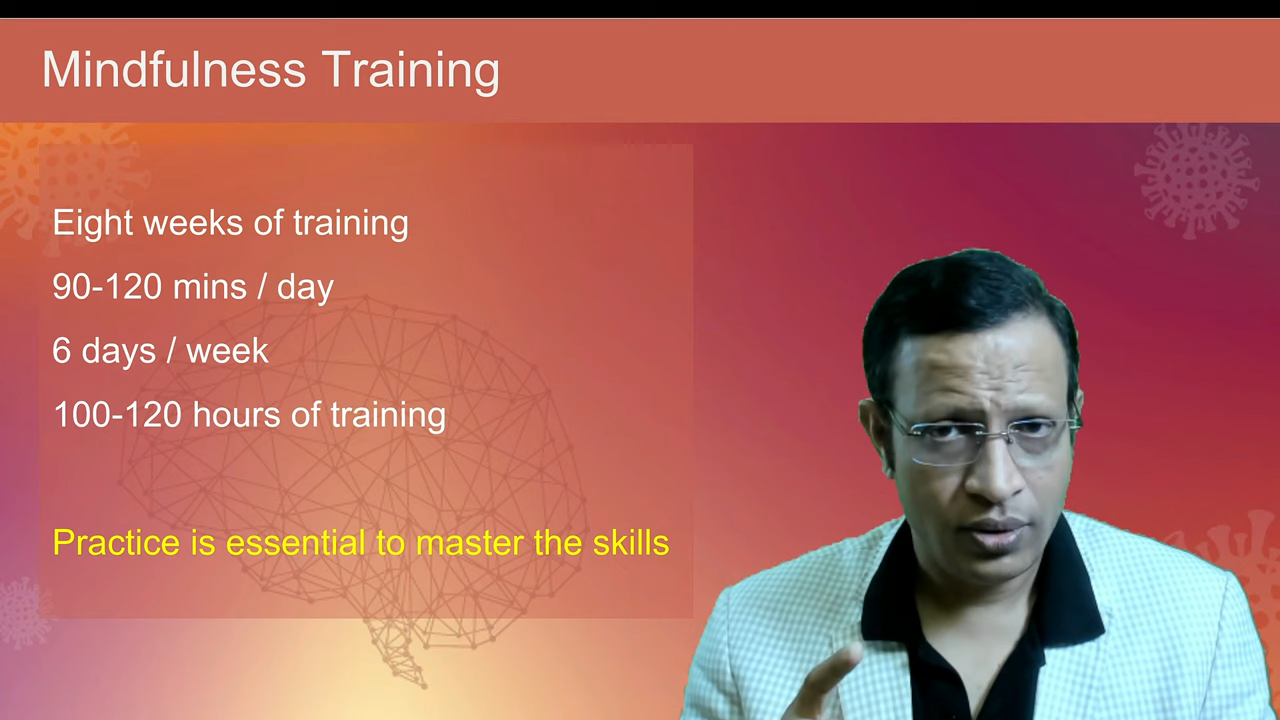 Mindfulness Training
Eight weeks of training
90-120 mins / day
6 days / week
100-120 hours of training
Practice is essential to master the skills